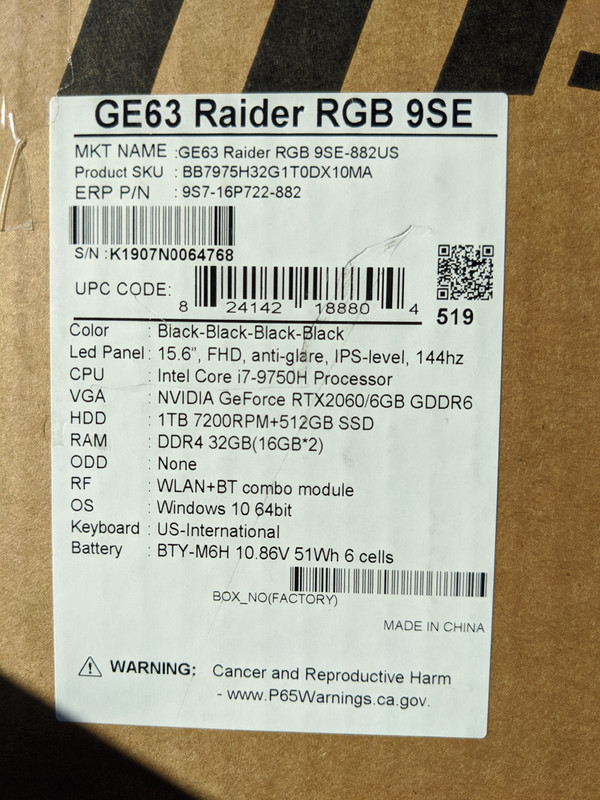 GE63 Raider RGB 9SE
MKT NAME :GE63 Raider RGB 9SE-882US
Product SKU : BB7975H32G1T0DX10MA
ERP P/N : 9S7-16P722-882
S/N :K1907N0064768
UPC CODE:
8 24142 18880 4
519
Color : Black-Black-Black-Black
Led Panel : 15.6", FHD, anti-glare, IPS-level, 144hz
CPU : Intel Core i7-9750H Processor
VGA : NVIDIA GeForce RTX2060/6GB GDDR6
HDD : 1TB 7200RPM+512GB SSD
RAM : DDR4 32GB(16GB*2)
ODD : None
RF : WLAN+BT combo module
OS : Windows 10 64bit
Keyboard : US-International
Battery : BTY-M6H 10.86V 51Wh 6 cells
BOX_NO(FACTORY)
MADE IN CHINA
WARNING: Cancer and Reproductive Harm
- www.P65Warnings.ca.gov.